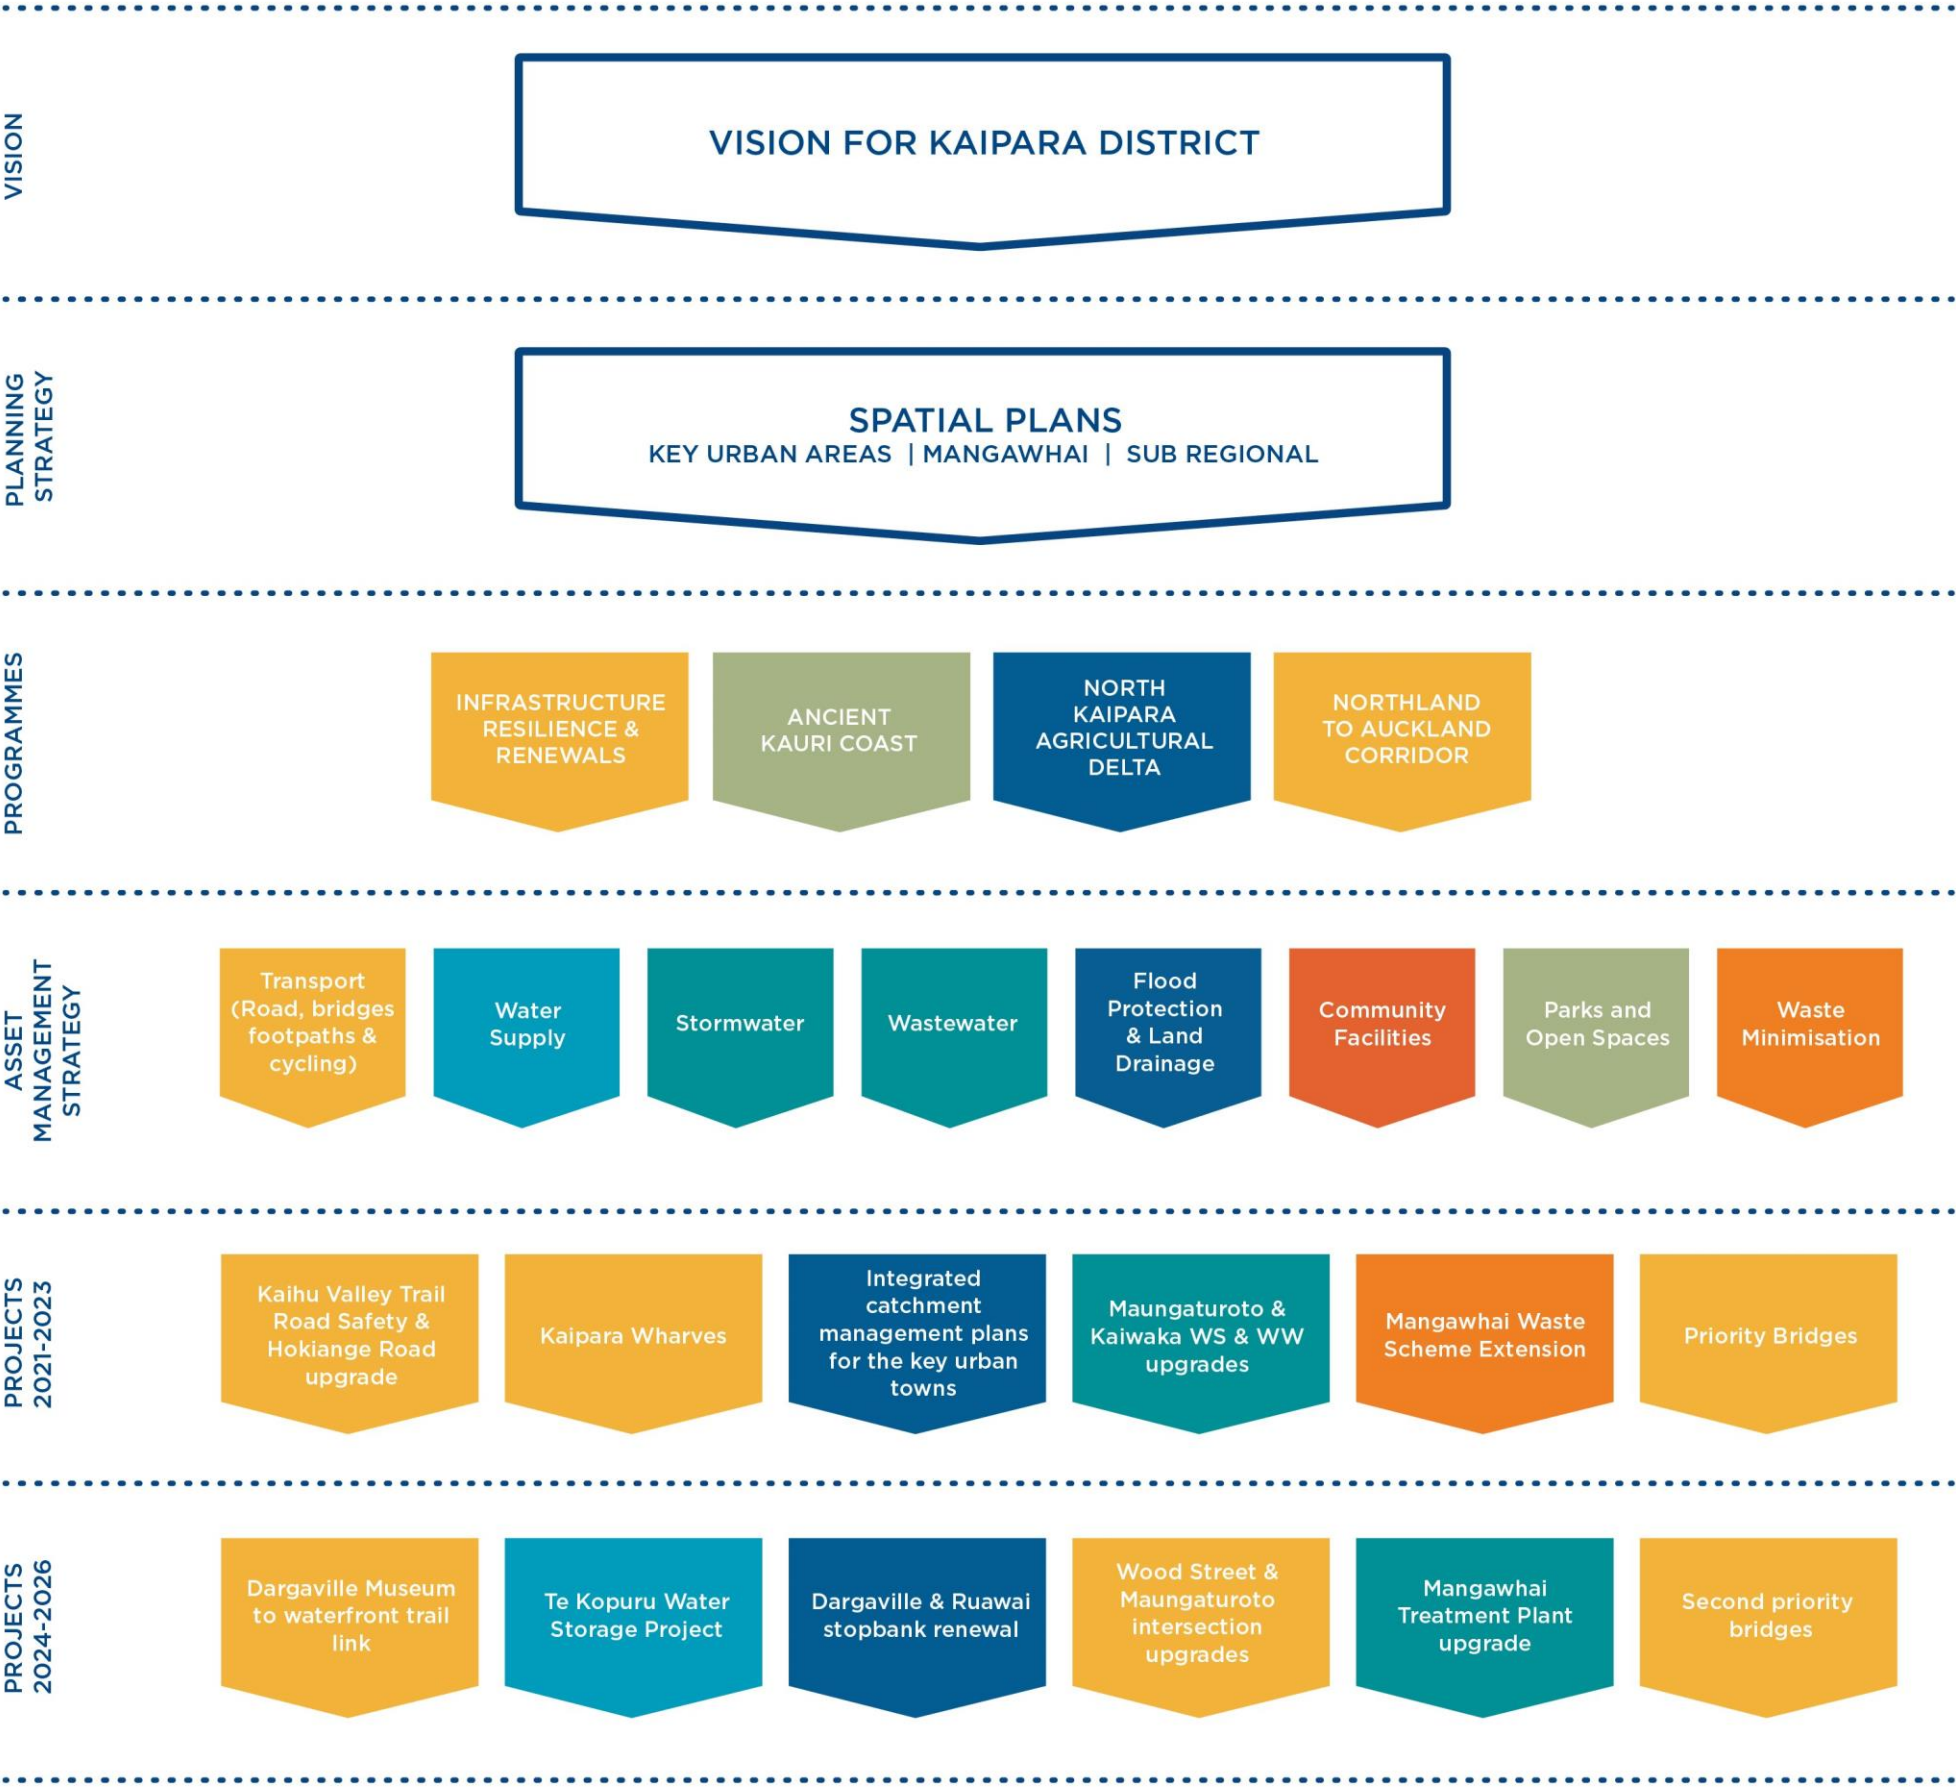 VISION
VISION FOR KAIPARA DISTRICT
PLANNING
STRATEGY
SPATIAL PLANS
KEY URBAN AREAS | MANGAWHAI | SUB REGIONAL
PROGRAMMES
INFRASTRUCTURE
RESILIENCE &
RENEWALS
ANCIENT
KAURI COAST
NORTH
KAIPARA
AGRICULTURAL
DELTA
NORTHLAND
TO AUCKLAND
CORRIDOR
ASSET
MANAGEMENT
STRATEGY
Transport
(Road, bridges
footpaths &
cycling)
Water
Supply
Stormwater
Wastewater
Flood
Protection
& Land
Drainage
Community
Facilities
Parks and
Open Spaces
Waste
Minimisation
PROJECTS
2021-2023
Kaihu Valley Trail
Road Safety &
Hokiange Road
upgrade
Kaipara Wharves
Integrated
catchment
management plans
for the key urban
towns
Maungaturoto &
Kaiwaka WS & WW
upgrades
Mangawhai Waste
Scheme Extension
Priority Bridges
PROJECTS
2024-2026
Dargaville Museum
to waterfront trail
link
Te Kopuru Water
Storage Project
Dargaville & Ruawai
stopbank renewal
Wood Street &
Maungaturoto
intersection
upgrades
Mangawhai
Treatment Plant
upgrade
Second priority
bridges